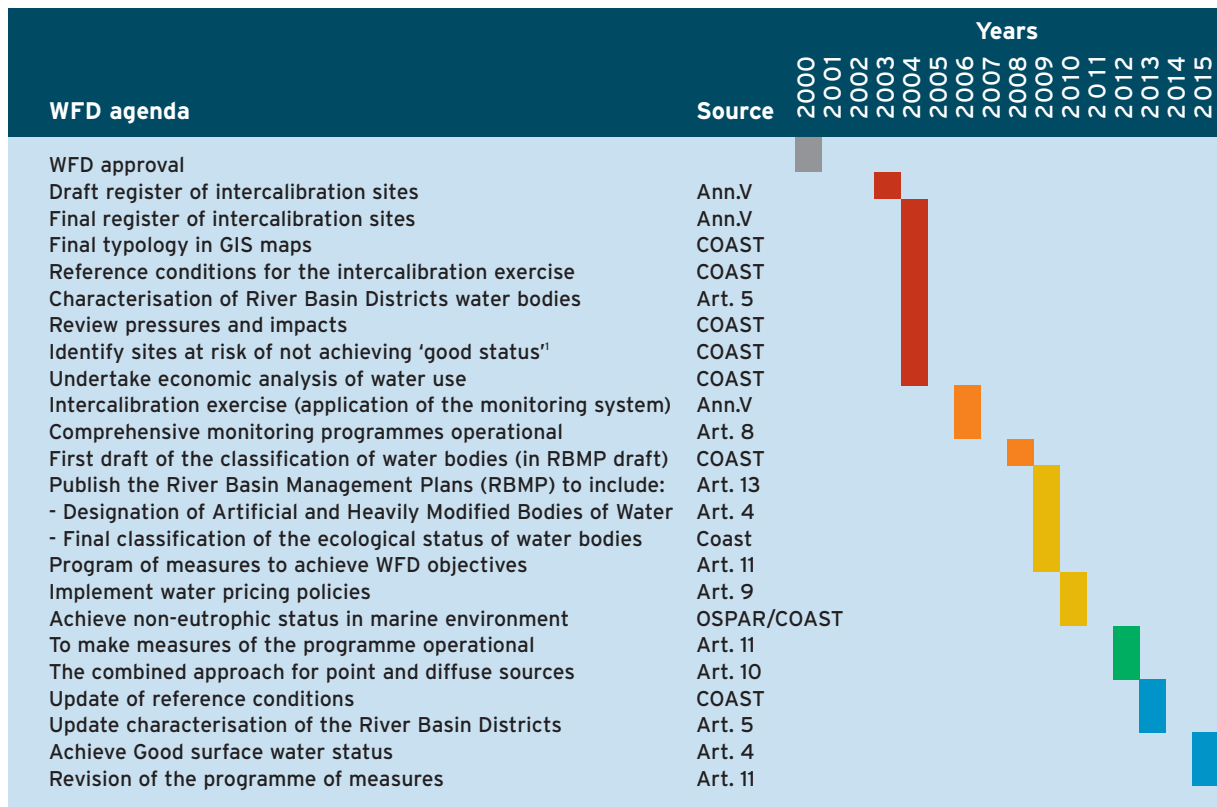 Years
WFD agenda Source 2000 2001 2002 2003 2004 2005 2006 2007 2008 2009 2010 2011 2012 2013 2014 2015
WFD approval
Draft register of intercalibration sites Ann.V
Final register of intercalibration sites Ann.V
Final typology in GIS maps COAST
Reference conditions for the intercalibration exercise COAST
Characterisation of River Basin Districts water bodies Art. 5
Review pressures and impacts COAST
Identify sites at risk of not achieving ‘good status’¹ COAST
Undertake economic analysis of water use COAST
Intercalibration exercise (application of the monitoring system) Ann.V
Comprehensive monitoring programmes operational Art. 8
First draft of the classification of water bodies (in RBMP draft) COAST
Publish the River Basin Management Plans (RBMP) to include: Art. 13
- Designation of Artificial and Heavily Modified Bodies of Water Art. 4
- Final classification of the ecological status of water bodies Coast
Program of measures to achieve WFD objectives Art. 11
Implement water pricing policies Art. 9
Achieve non-eutrophic status in marine environment OSPAR/COAST
To make measures of the programme operational Art. 11
The combined approach for point and diffuse sources Art. 10
Update of reference conditions COAST
Update characterisation of the River Basin Districts Art. 5
Achieve Good surface water status Art. 4
Revision of the programme of measures Art. 11